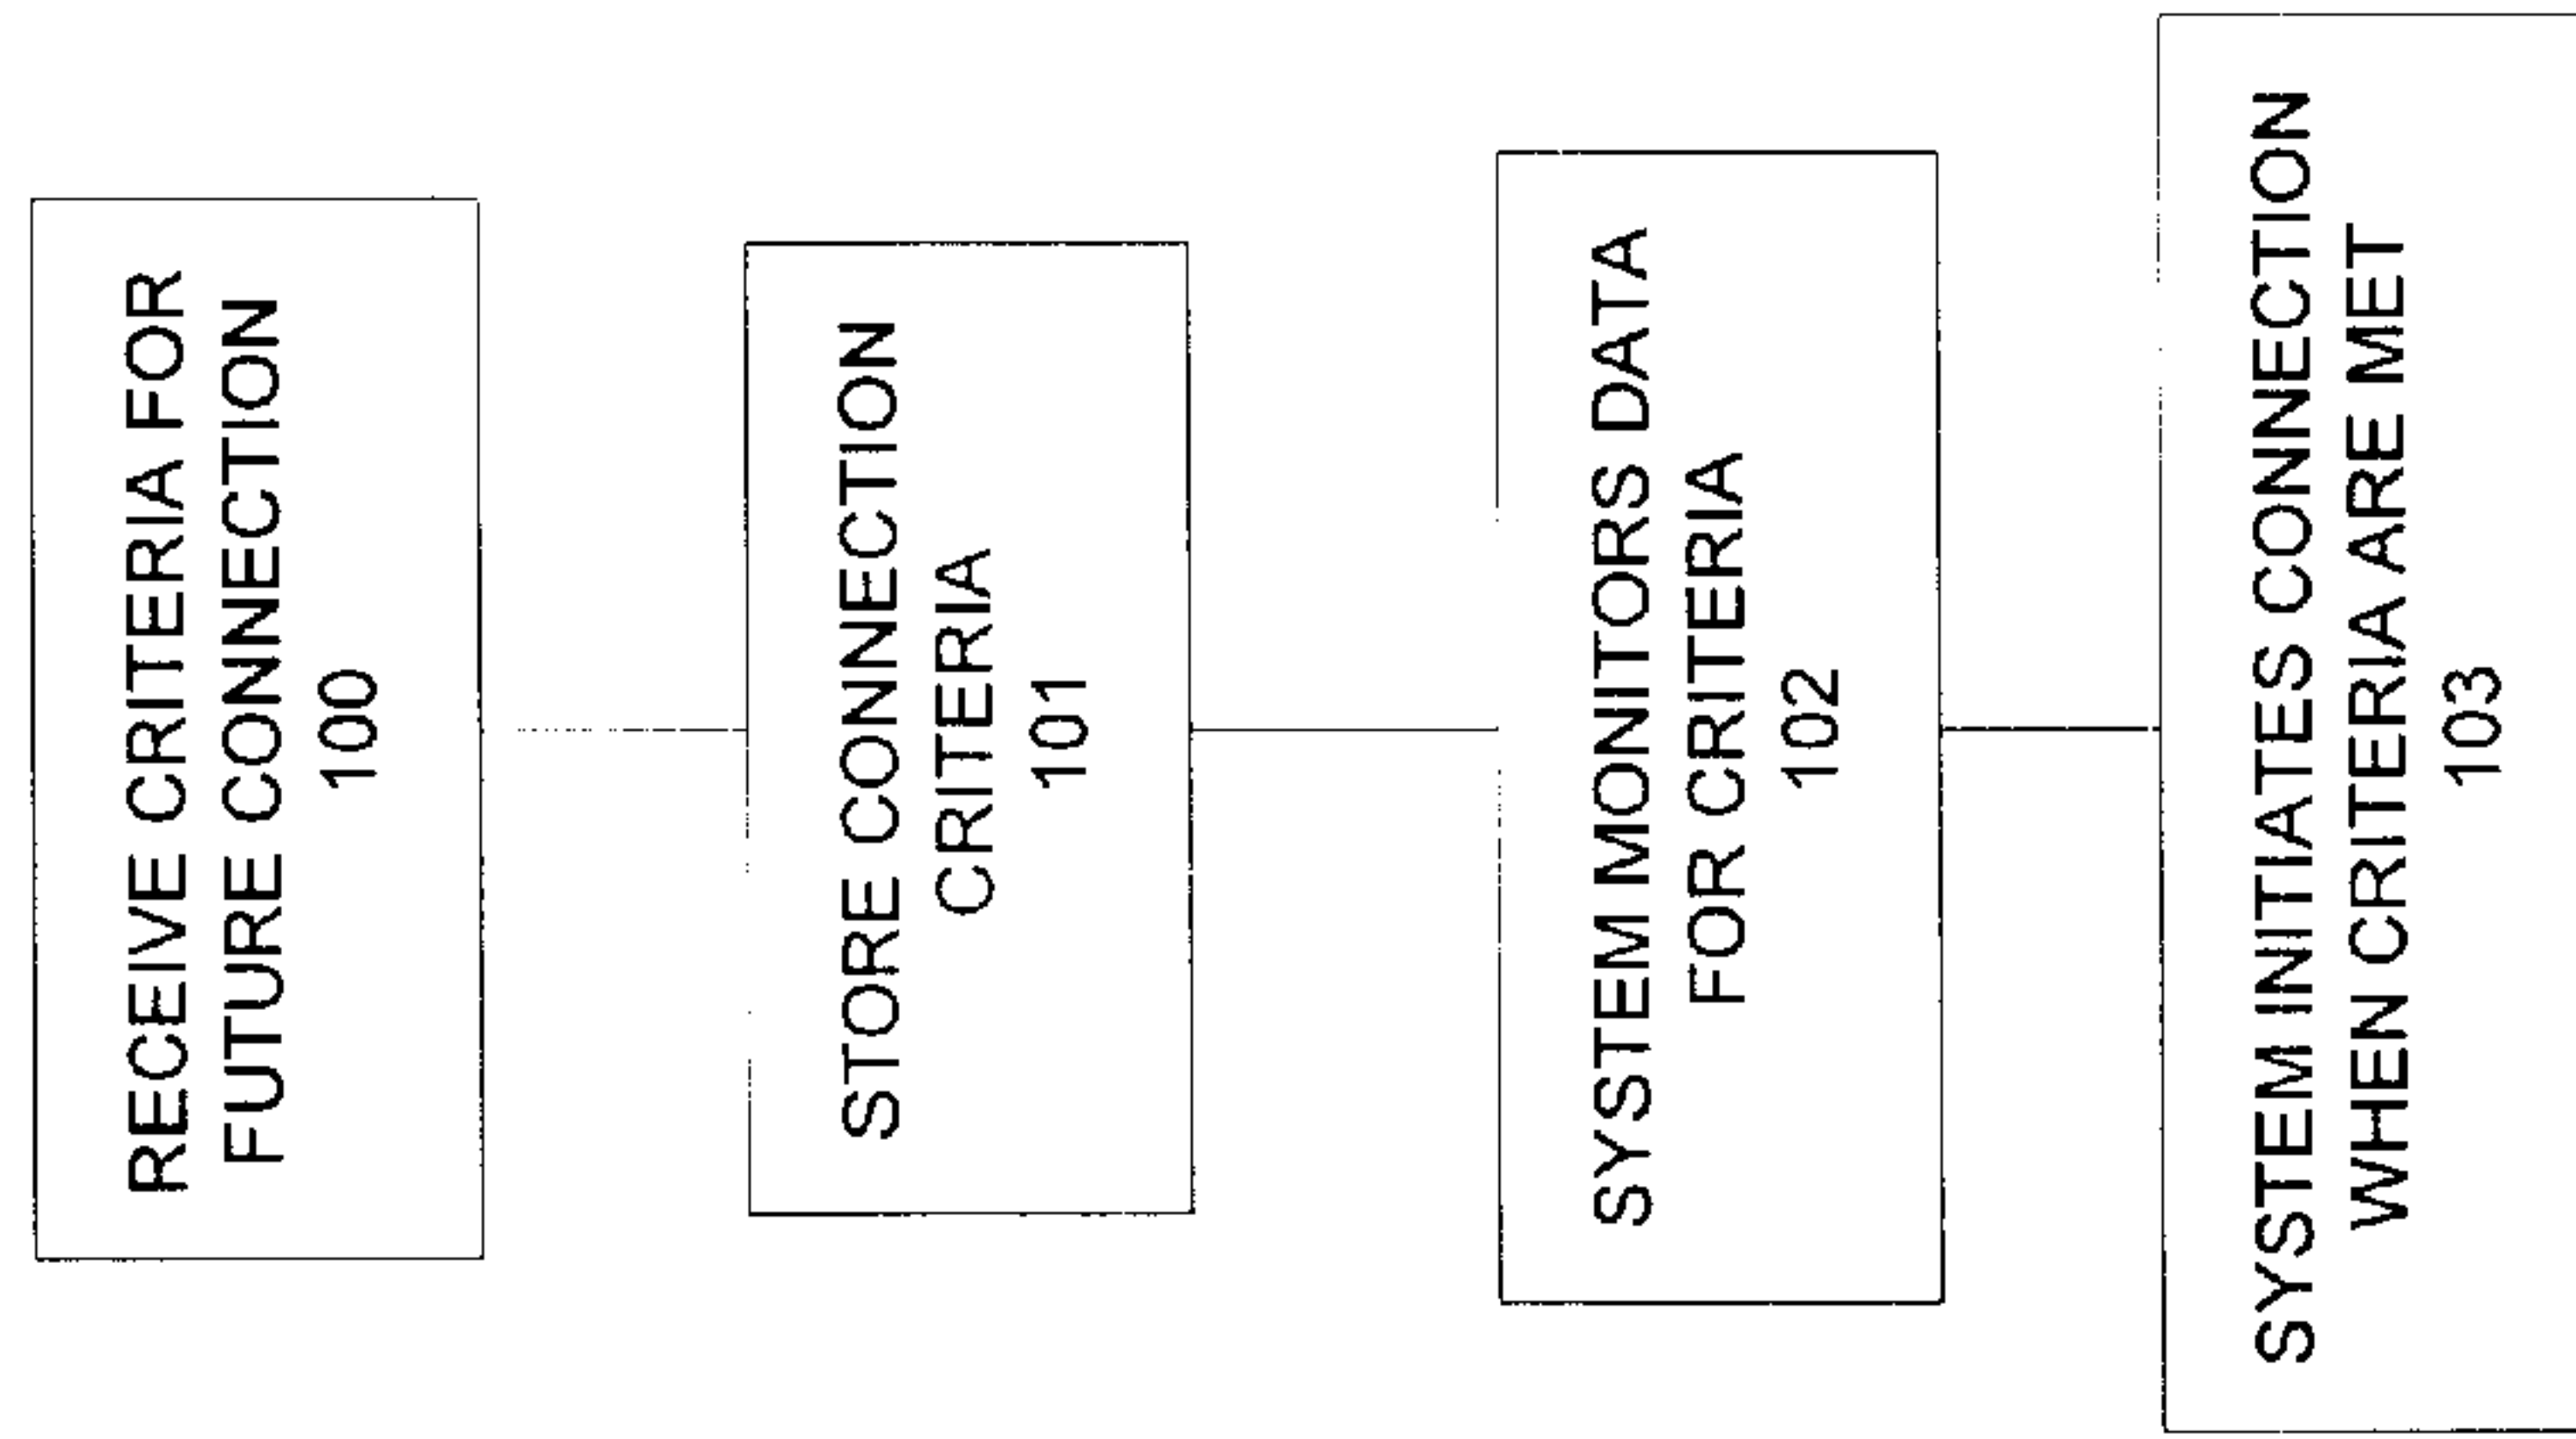 RECEIVE CRITERIA FOR
FUTURE CONNECTION
100
STORE CONNECTION
CRITERIA
101
SYSTEM MONITORS DATA
FOR CRITERIA
102
SYSTEM INITIATES CONNECTION
WHEN CRITERIA ARE MET
103